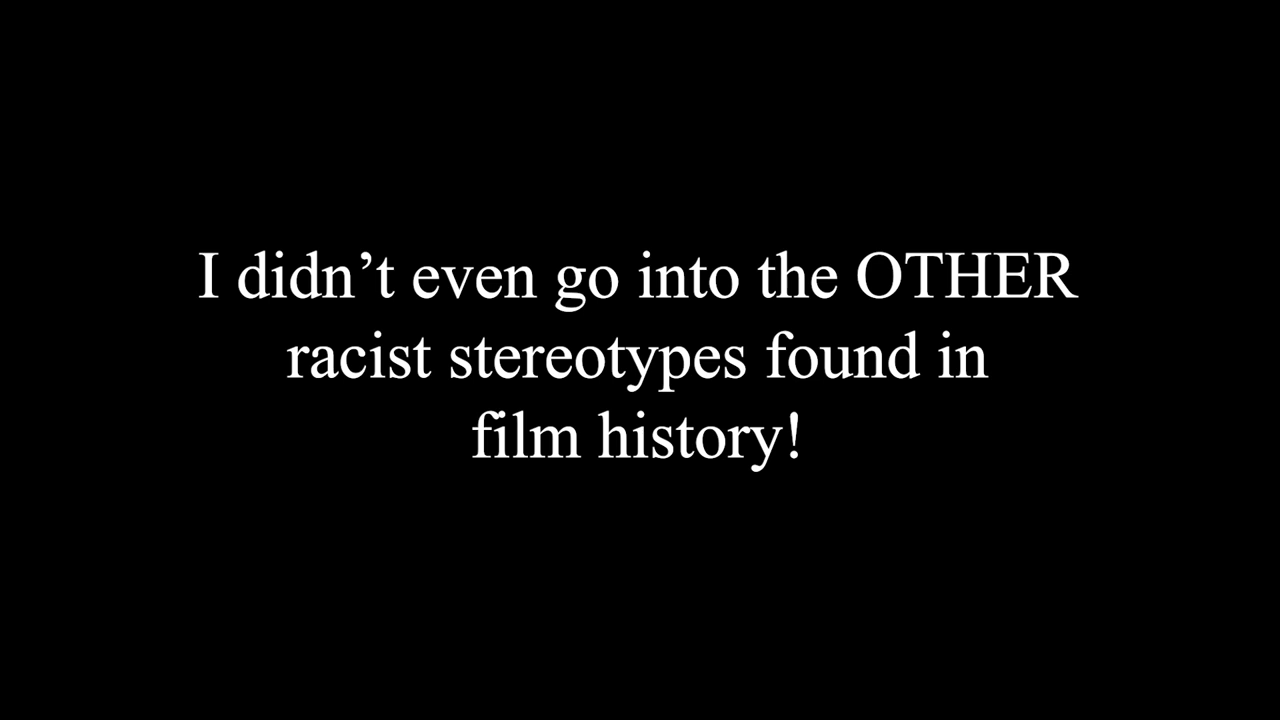 I didn’t even go into the OTHER
racist stereotypes found in
film history!